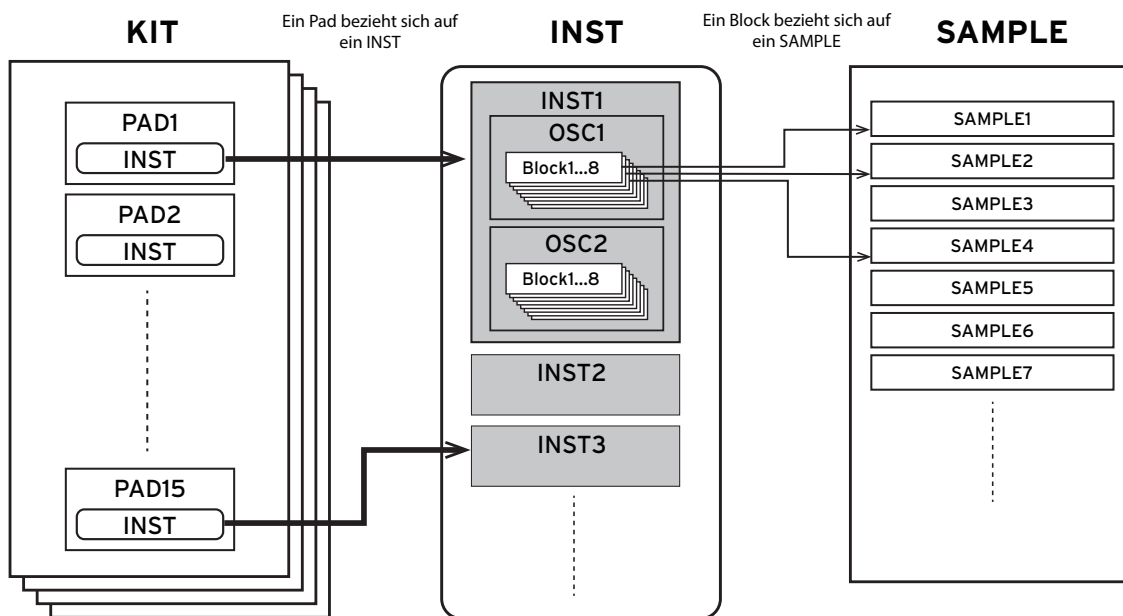 KIT
Ein Pad bezieht sich auf
ein INST
INST
Ein Block bezieht sich auf
ein SAMPLE
SAMPLE
PAD1
INST
PAD2
INST
PAD15
INST
INST1
OSC1
Block1...8
OSC2
Block1...8
INST2
INST3
SAMPLE1
SAMPLE2
SAMPLE3
SAMPLE4
SAMPLE5
SAMPLE6
SAMPLE7